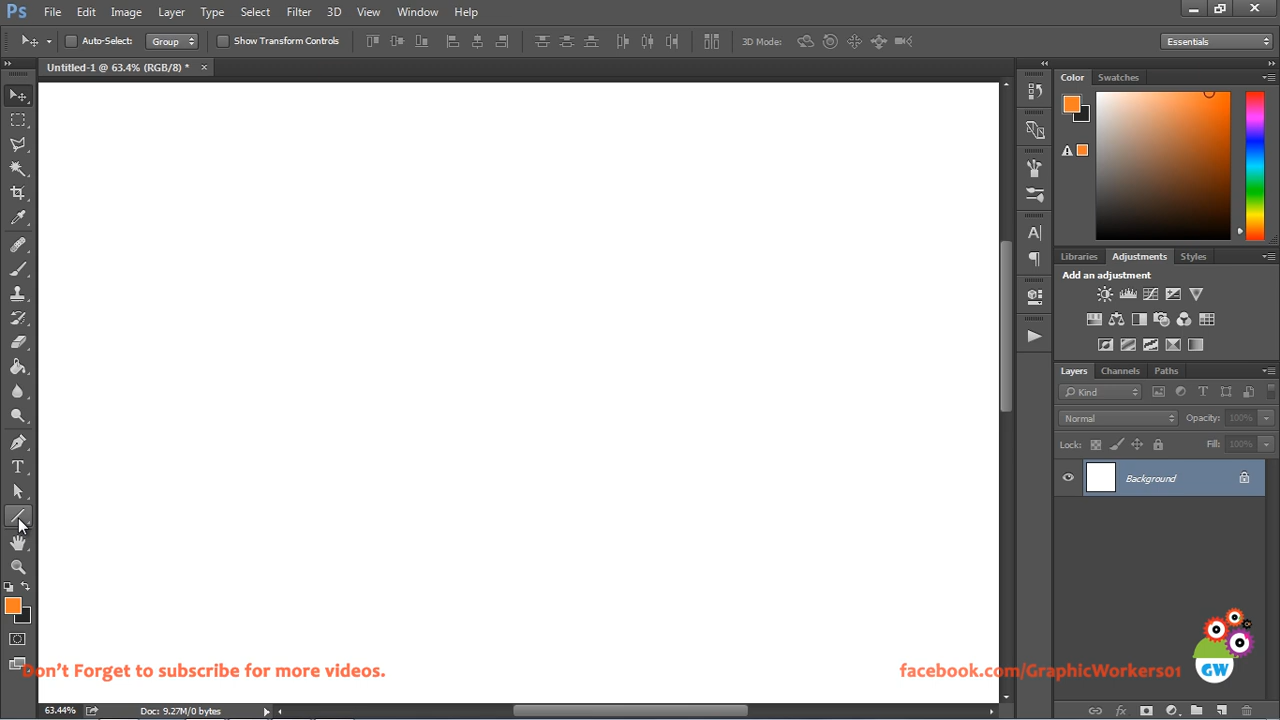 Ps File Edit Image Layer Type Select Filter 3D View Window Help
Auto-Select: Group Show Transform Controls 3D Mode: Essentials
Untitled-1 @ 63.4% (RGB/8) * ×
Color Swatches
Libraries Adjustments Styles
Add an adjustment
Layers Channels Paths
Kind
Normal Opacity: 100%
Lock: Fill: 100%
Background
Don't Forget to subscribe for more videos.
facebook.com/GraphicWorkers01
GW
63.44% Doc: 9.27M/0 bytes